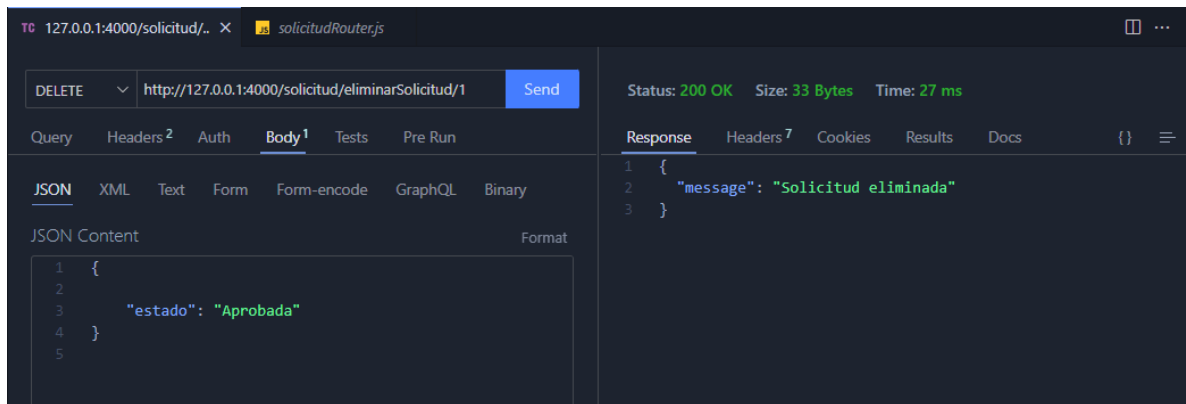 TC 127.0.0.1:4000/solicitud/.. × JS solicitudRouter.js ...
DELETE http://127.0.0.1:4000/solicitud/eliminarSolicitud/1 Send
Status: 200 OK Size: 33 Bytes Time: 27 ms
Query Headers 2 Auth Body 1 Tests Pre Run
Response Headers 7 Cookies Results Docs {}
JSON XML Text Form Form-encode GraphQL Binary
JSON Content Format
1 {
2
3 "estado": "Aprobada"
4 }
5
1 {
2 "message": "Solicitud eliminada"
3 }